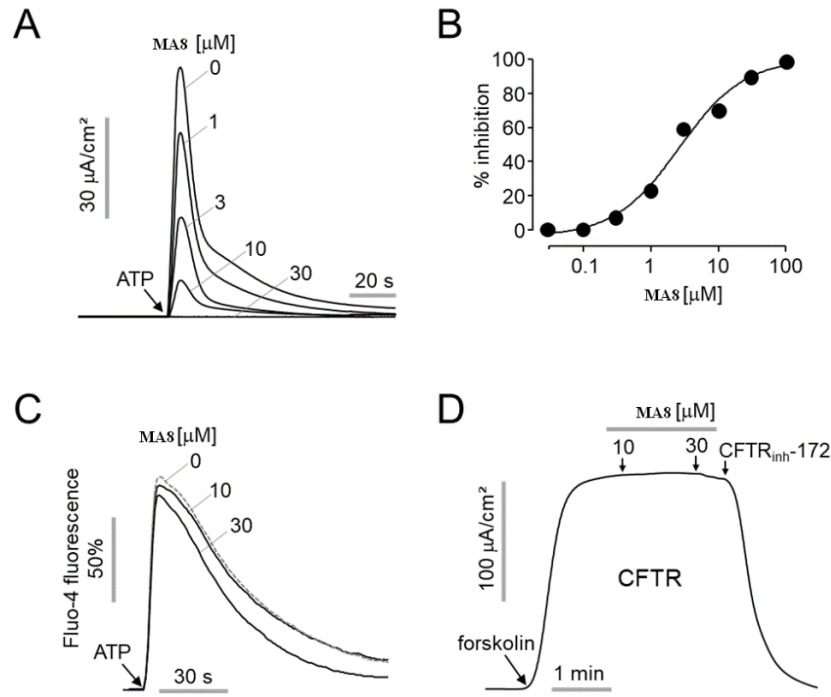 A
MA8 [μM]
0
1
3
10
30
30 μA/cm²
ATP
20 s
B
100
80
60
40
20
0
% inhibition
0.1 1 10 100
MA8 [μM]
C
MA8 [μM]
0
10
30
Fluo-4 fluorescence
50%
ATP
30 s
D
MA8 [μM]
10 30 CFTRinh-172
100 μA/cm²
CFTR
forskolin
1 min